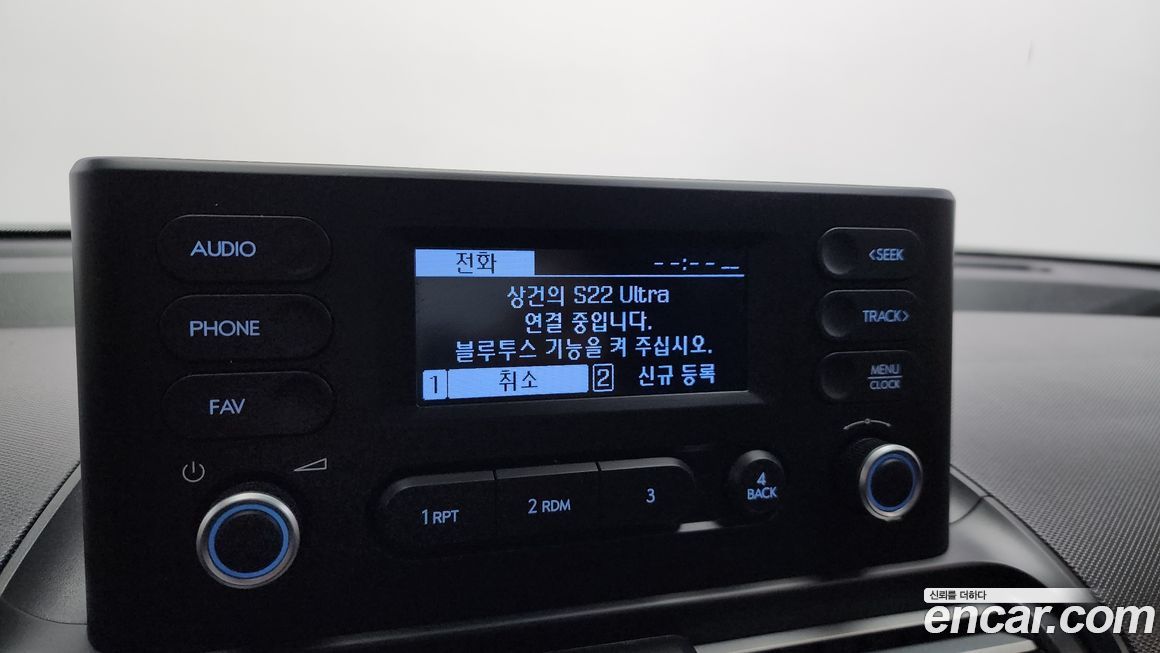 AUDIO
PHONE
FAV
전화
--:-- __
상건의 S22 Ultra
연결 중입니다.
블루투스 기능을 켜 주십시오.
1 취소 2 신규 등록
<SEEK
TRACK>
MENU
CLOCK
1 RPT
2 RDM
3
4
BACK
신뢰를 더하다
encar.com